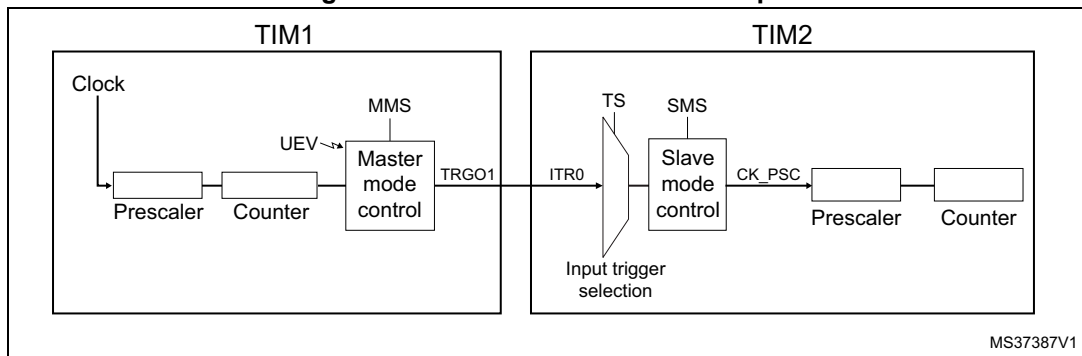 TIM1
TIM2
Clock
MMS
TS
SMS
UEV
Master
mode
control
Slave
mode
control
TRGO1
ITR0
CK_PSC
Prescaler
Counter
Prescaler
Counter
Input trigger
selection
MS37387V1